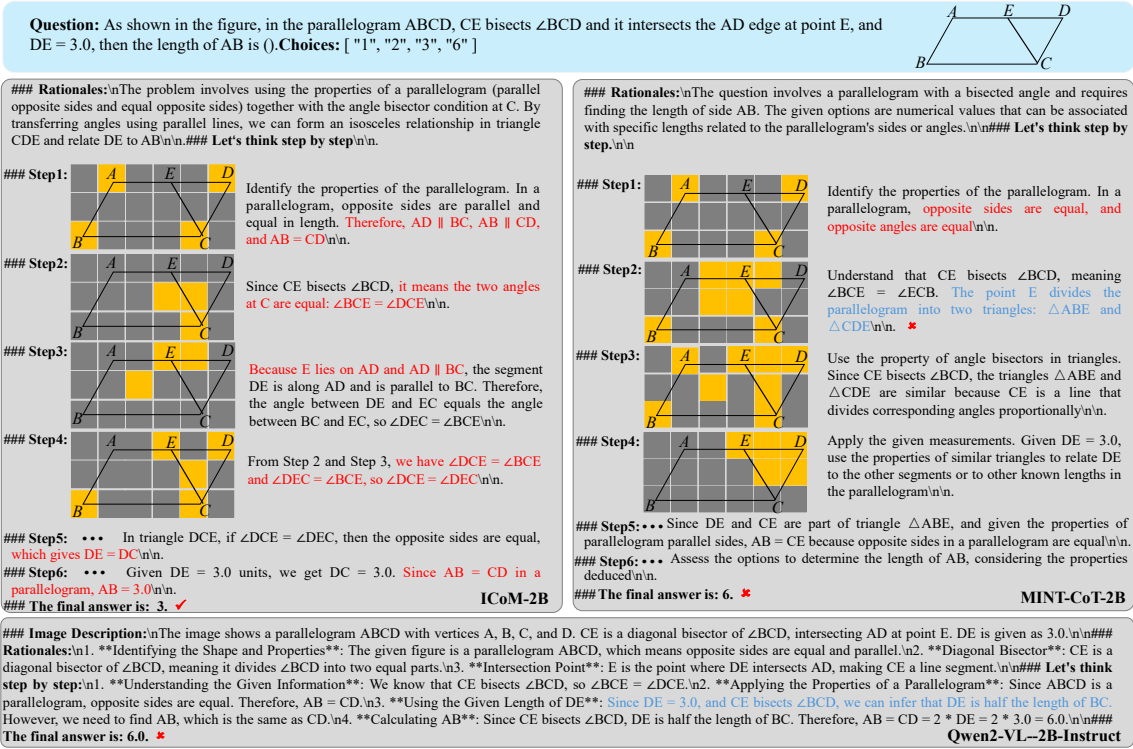 Question: As shown in the figure, in the parallelogram ABCD, CE bisects ∠BCD and it intersects the AD edge at point E, and
DE = 3.0, then the length of AB is ().Choices: [ "1", "2", "3", "6" ]
A E D
B C
### Rationales:\nThe problem involves using the properties of a parallelogram (parallel
opposite sides and equal opposite sides) together with the angle bisector condition at C. By
transferring angles using parallel lines, we can form an isosceles relationship in triangle
CDE and relate DE to AB\n\n.### Let's think step by step\n\n.
### Step1:
A E D
B C
Identify the properties of the parallelogram. In a
parallelogram, opposite sides are parallel and
equal in length. Therefore, AD ∥ BC, AB ∥ CD,
and AB = CD\n\n.
### Step2:
A E D
B C
Since CE bisects ∠BCD, it means the two angles
at C are equal: ∠BCE = ∠DCE\n\n.
### Step3:
A E D
B C
Because E lies on AD and AD ∥ BC, the segment
DE is along AD and is parallel to BC. Therefore,
the angle between DE and EC equals the angle
between BC and EC, so ∠DEC = ∠BCE\n\n.
### Step4:
A E D
B C
From Step 2 and Step 3, we have ∠DCE = ∠BCE
and ∠DEC = ∠BCE, so ∠DCE = ∠DEC\n\n.
### Step5: ••• In triangle DCE, if ∠DCE = ∠DEC, then the opposite sides are equal,
which gives DE = DC\n\n.
### Step6: ••• Given DE = 3.0 units, we get DC = 3.0. Since AB = CD in a
parallelogram, AB = 3.0\n\n.
### The final answer is: 3. ✓
ICoM-2B
### Rationales:\nThe question involves a parallelogram with a bisected angle and requires
finding the length of side AB. The given options are numerical values that can be associated
with specific lengths related to the parallelogram's sides or angles.\n\n### Let's think step by
step.\n\n
### Step1:
A E D
B C
Identify the properties of the parallelogram. In a
parallelogram, opposite sides are equal, and
opposite angles are equal\n\n.
### Step2:
A E D
B C
Understand that CE bisects ∠BCD, meaning
∠BCE = ∠ECB. The point E divides the
parallelogram into two triangles: △ABE and
△CDE\n\n. ✘
### Step3:
A E D
B C
Use the property of angle bisectors in triangles.
Since CE bisects ∠BCD, the triangles △ABE and
△CDE are similar because CE is a line that
divides corresponding angles proportionally\n\n.
### Step4:
A E D
B C
Apply the given measurements. Given DE = 3.0,
use the properties of similar triangles to relate DE
to the other segments or to other known lengths in
the parallelogram\n\n.
### Step5: ••• Since DE and CE are part of triangle △ABE, and given the properties of
parallelogram parallel sides, AB = CE because opposite sides in a parallelogram are equal\n\n.
### Step6: ••• Assess the options to determine the length of AB, considering the properties
deduced\n\n.
### The final answer is: 6. ✘
MINT-CoT-2B
### Image Description:\nThe image shows a parallelogram ABCD with vertices A, B, C, and D. CE is a diagonal bisector of ∠BCD, intersecting AD at point E. DE is given as 3.0.\n\n###
Rationales:\n1. **Identifying the Shape and Properties**: The given figure is a parallelogram ABCD, which means opposite sides are equal and parallel.\n2. **Diagonal Bisector**: CE is a
diagonal bisector of ∠BCD, meaning it divides ∠BCD into two equal parts.\n3. **Intersection Point**: E is the point where DE intersects AD, making CE a line segment.\n\n### Let's think
step by step:\n1. **Understanding the Given Information**: We know that CE bisects ∠BCD, so ∠BCE = ∠DCE.\n2. **Applying the Properties of a Parallelogram**: Since ABCD is a
parallelogram, opposite sides are equal. Therefore, AB = CD.\n3. **Using the Given Length of DE**: Since DE = 3.0, and CE bisects ∠BCD, we can infer that DE is half the length of BC.
However, we need to find AB, which is the same as CD.\n4. **Calculating AB**: Since CE bisects ∠BCD, DE is half the length of BC. Therefore, AB = CD = 2 * DE = 2 * 3.0 = 6.0.\n\n###
The final answer is: 6.0. ✘
Qwen2-VL--2B-Instruct